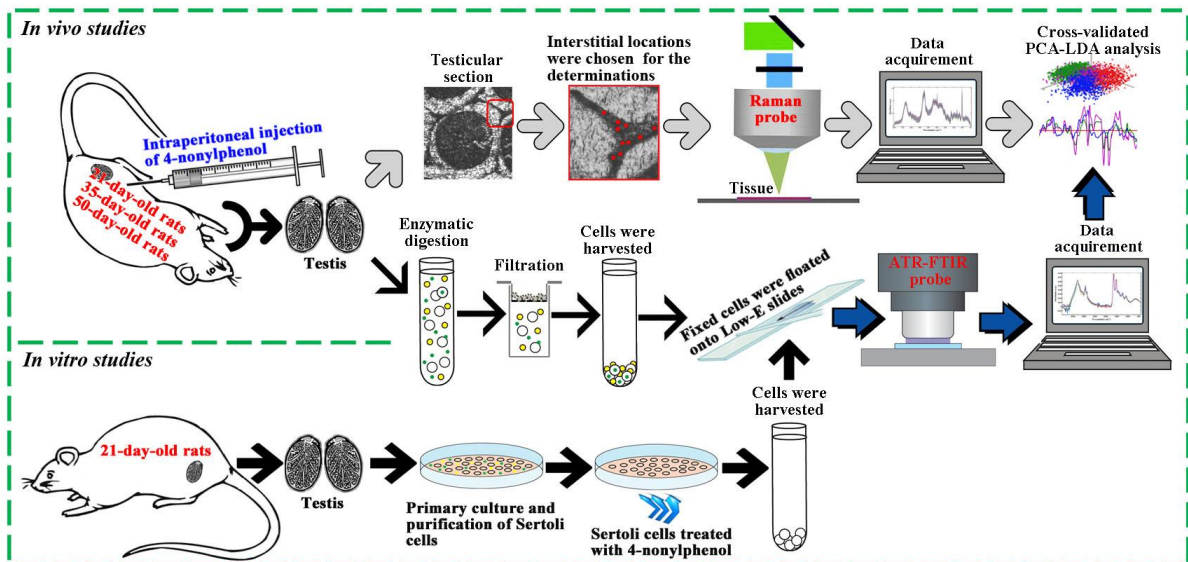 In vivo studies
Intraperitoneal injection
of 4-nonylphenol
21-day-old rats
35-day-old rats
50-day-old rats
Testis
Testicular
section
Interstitial locations
were chosen for the
determinations
Raman
probe
Tissue
Data
acquirement
Cross-validated
PCA-LDA analysis
Enzymatic
digestion
Filtration
Cells were
harvested
Fixed cells were floated
onto Low-E slides
ATR-FTIR
probe
Data
acquirement
In vitro studies
21-day-old rats
Testis
Primary culture and
purification of Sertoli
cells
Sertoli cells treated
with 4-nonylphenol
Cells were
harvested